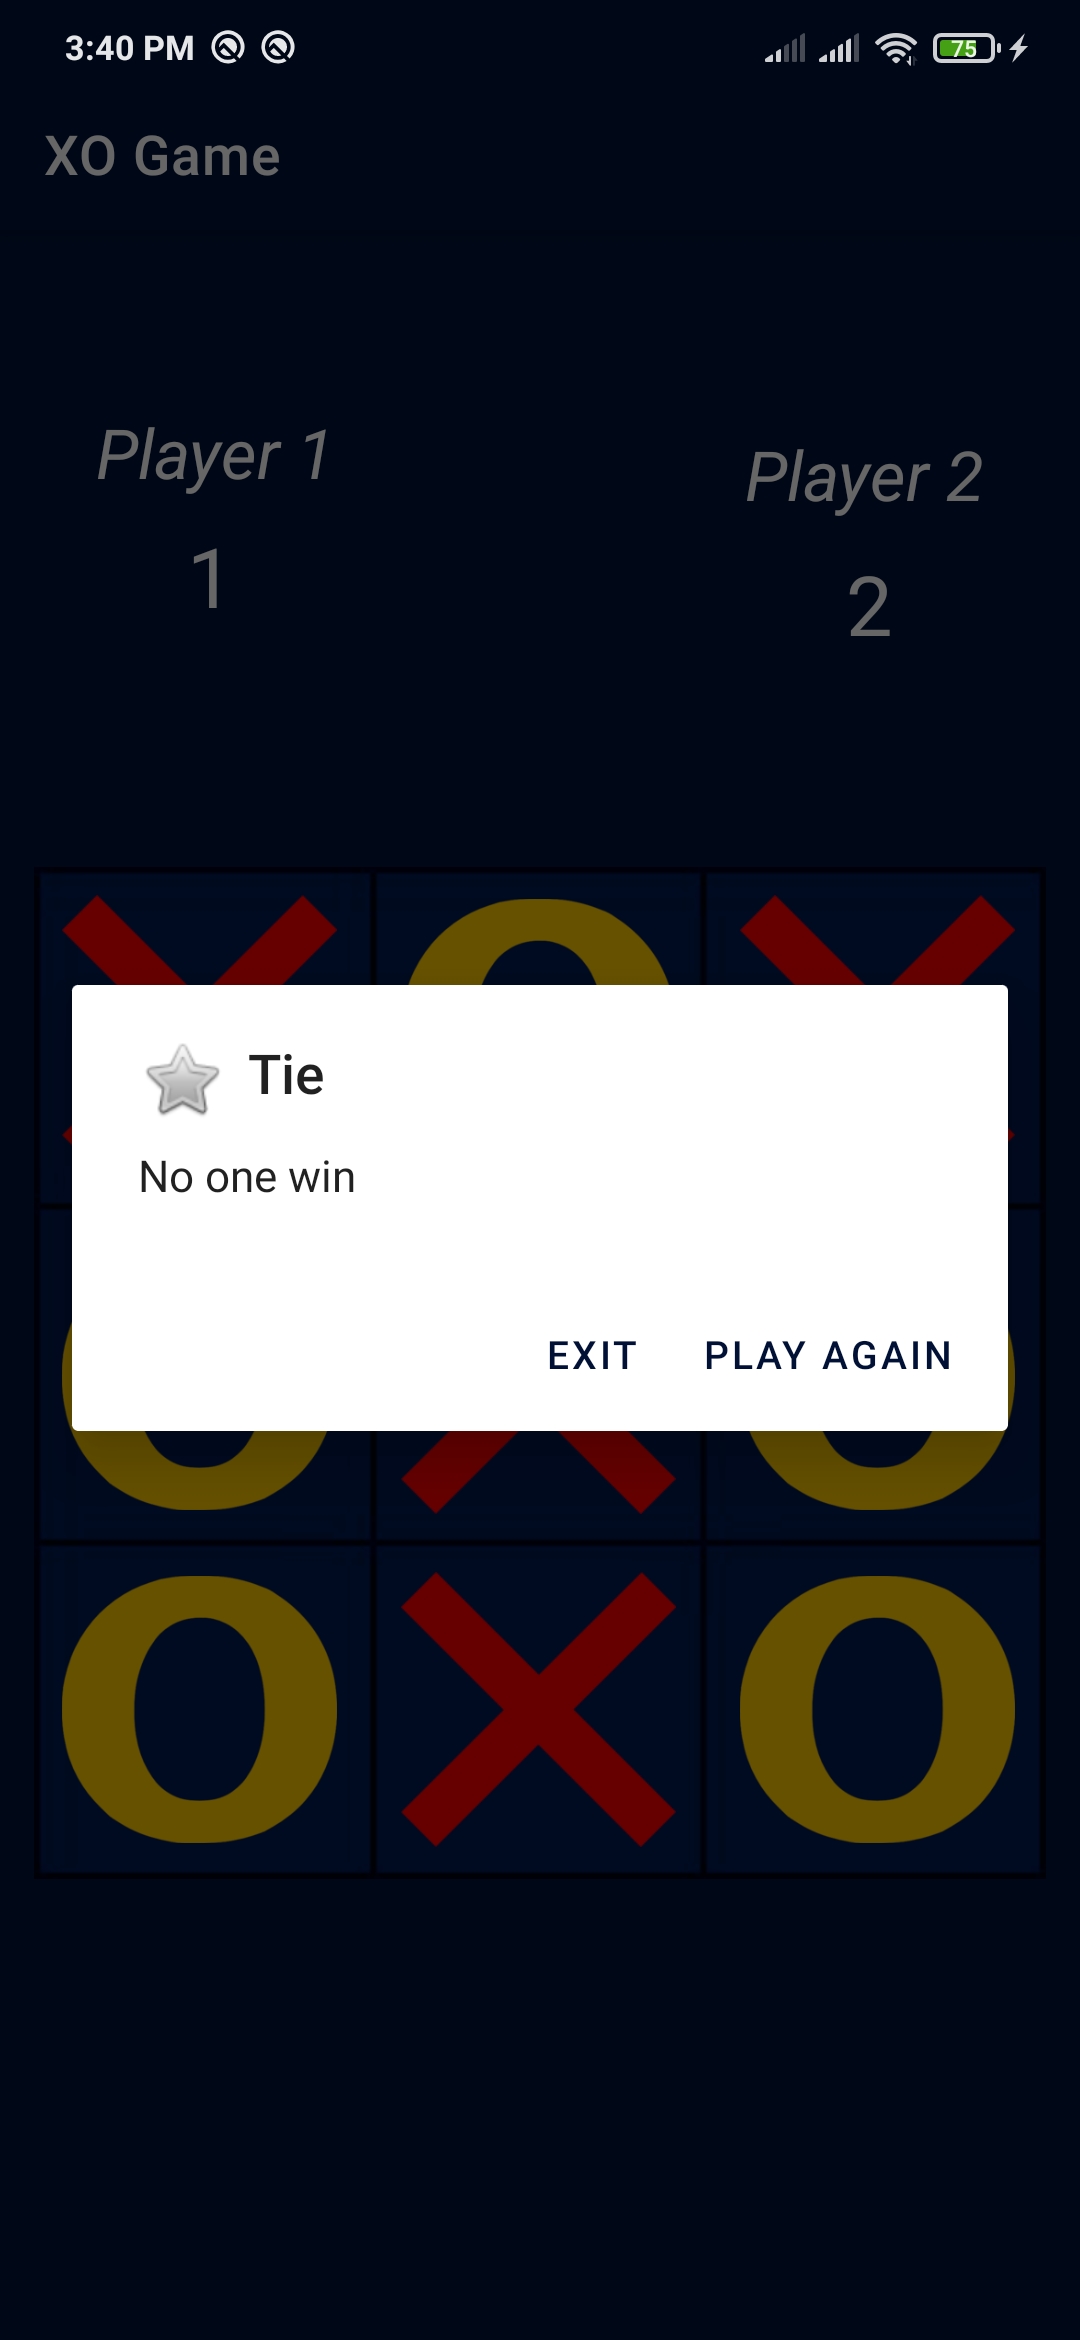 3:40 PM
75
XO Game
Player 1
Player 2
1
2
X O X
Tie
No one win
EXIT PLAY AGAIN
O X O
O X O